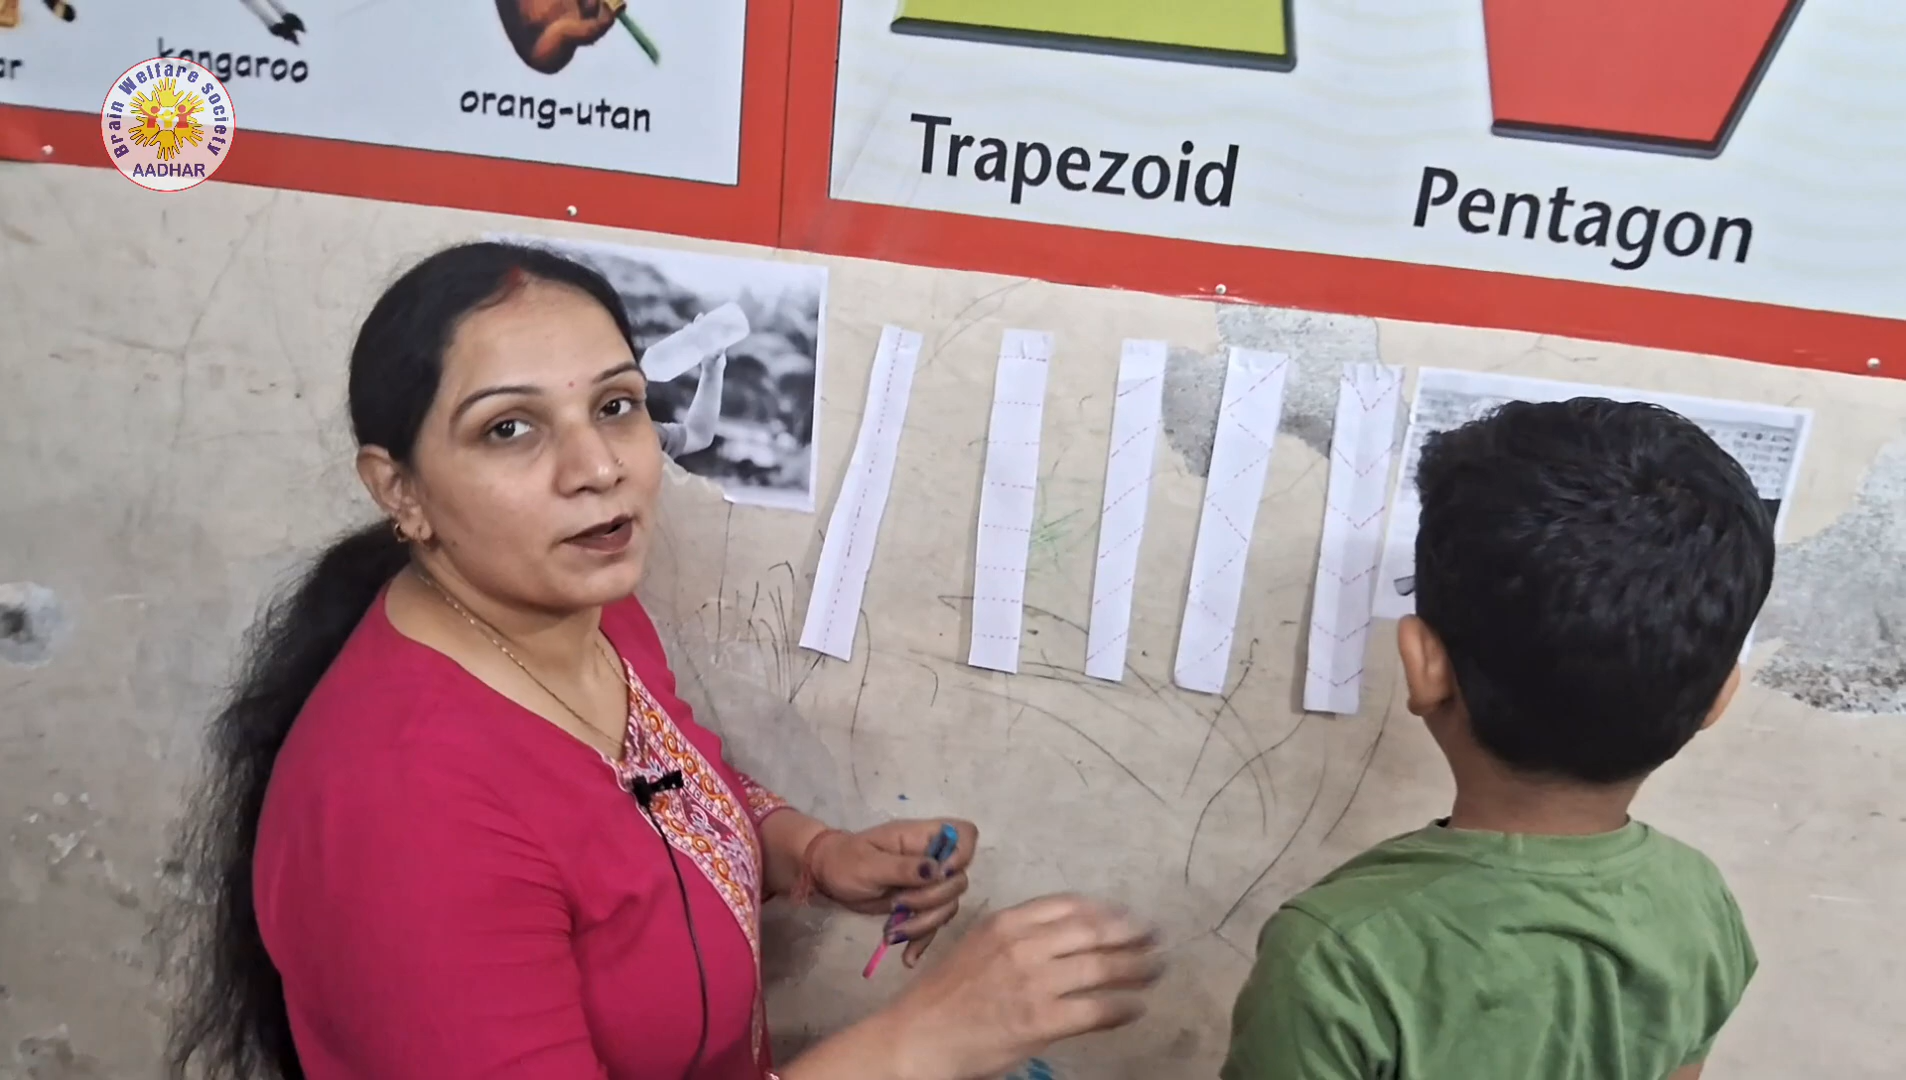 kangaroo
orang-utan
Trapezoid
Pentagon
Brain Welfare society
AADHAR